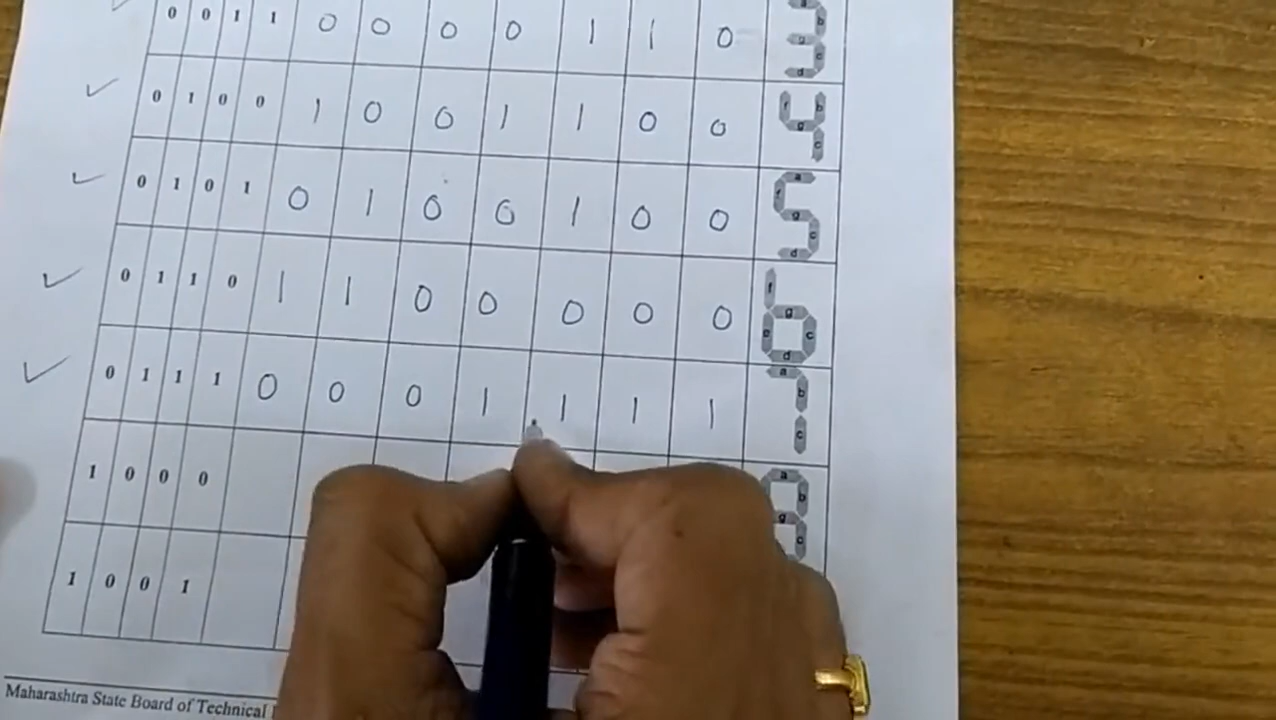 0 0 1 1 0 0 0 0 1 1 0 a b g c d
0 1 0 0 1 0 0 1 1 0 0 f b g c
0 1 0 1 0 1 0 0 1 0 0 a f g c d
0 1 1 0 1 1 0 0 0 0 0 f g e c d
0 1 1 1 0 0 0 1 1 1 1 a b c
1 0 0 0 a b g c
1 0 0 1
Maharashtra State Board of Technical